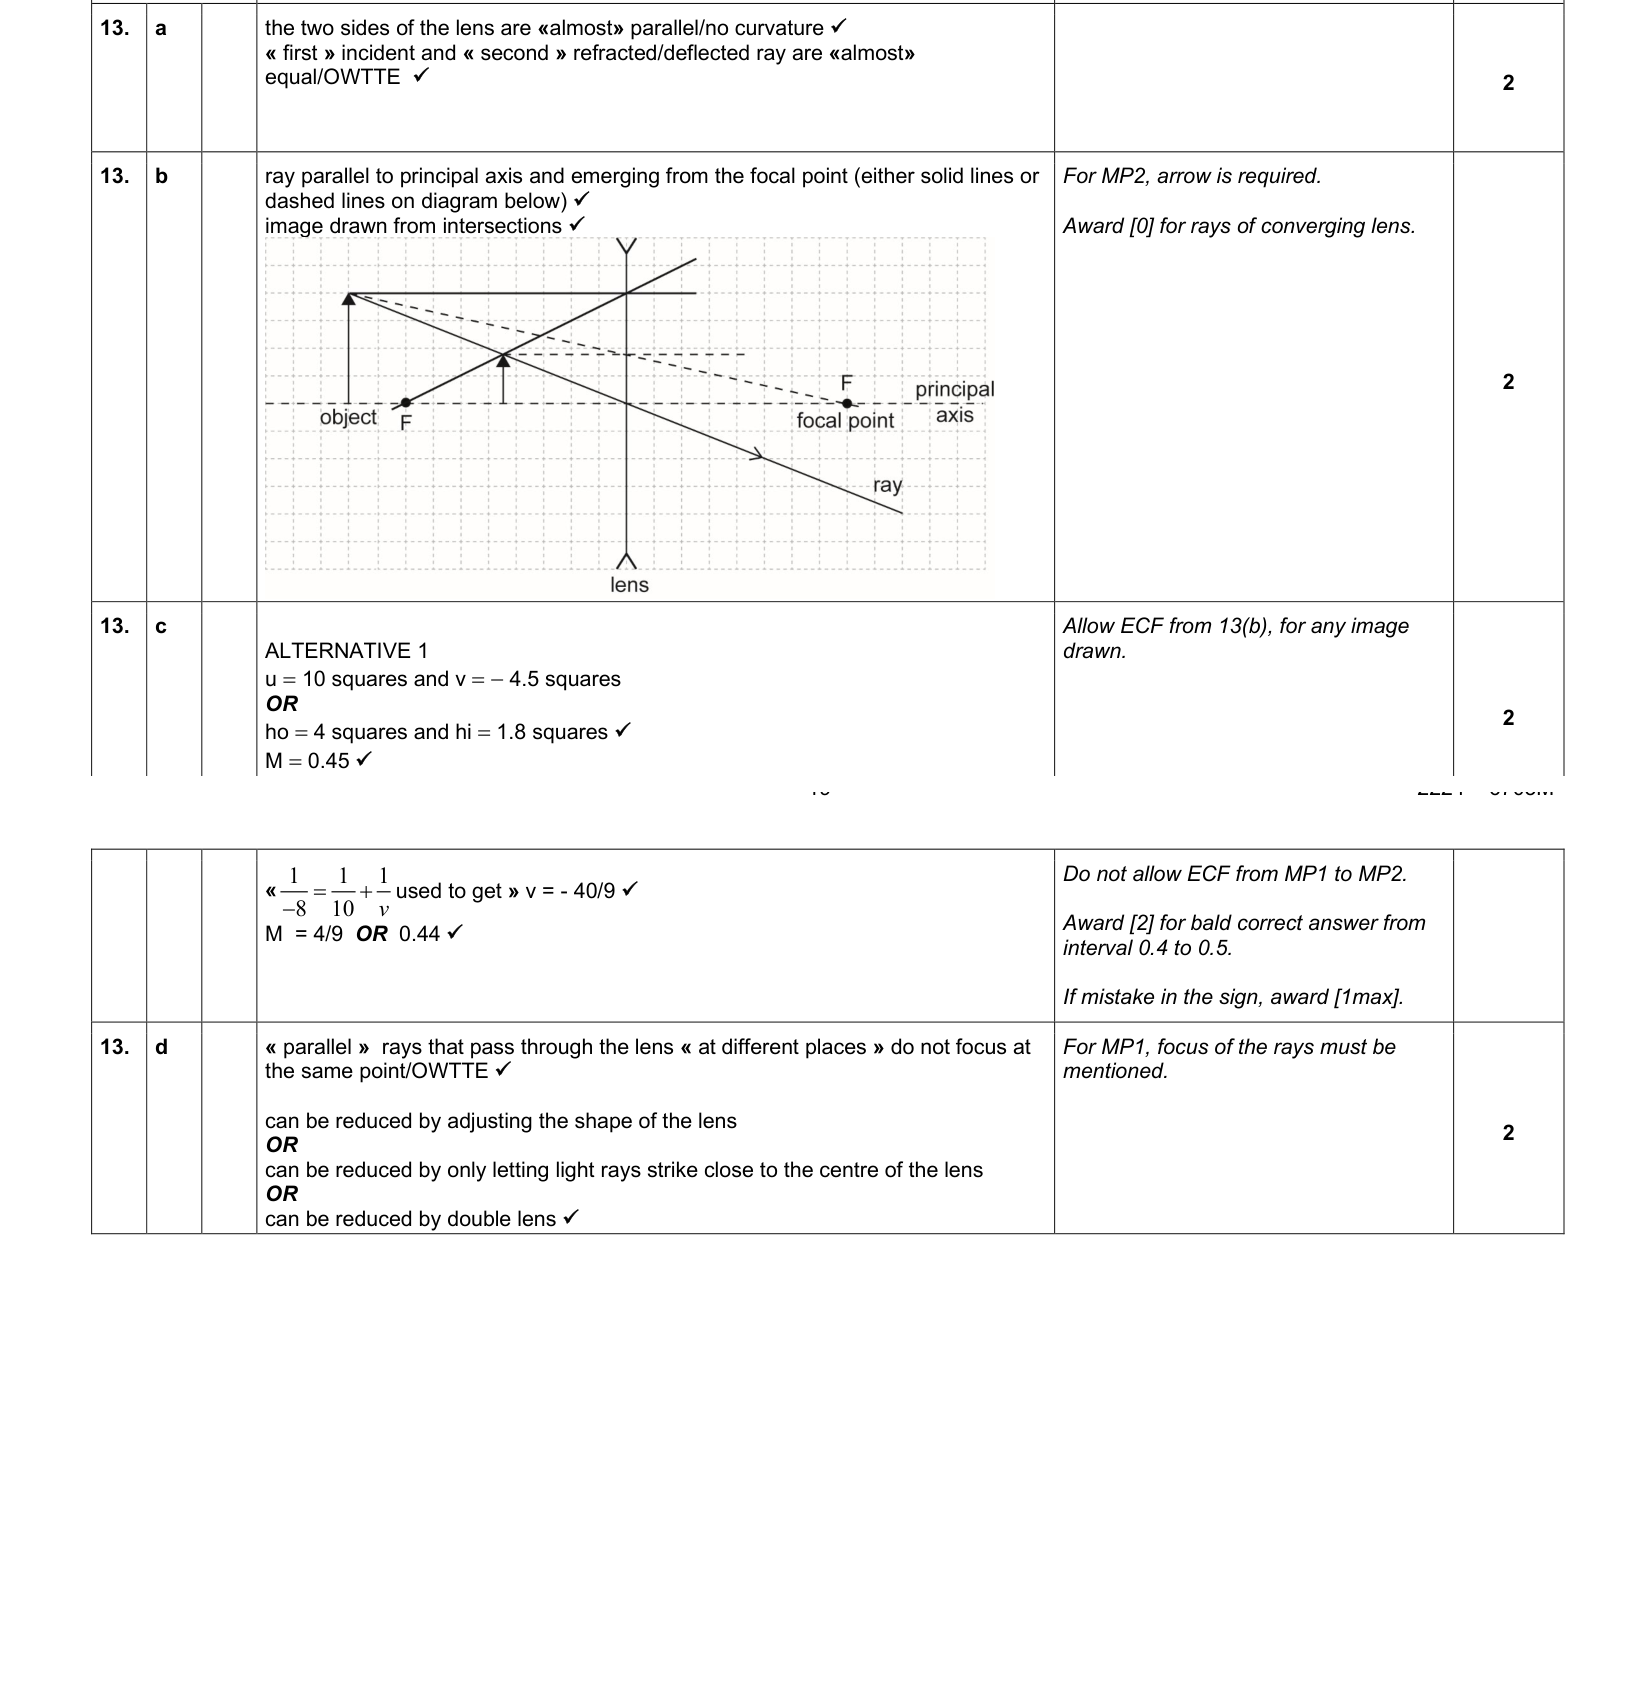 13. a the two sides of the lens are «almost» parallel/no curvature ✓
« first » incident and « second » refracted/deflected ray are «almost»
equal/OWTTE ✓
2
13. b ray parallel to principal axis and emerging from the focal point (either solid lines or
dashed lines on diagram below) ✓
image drawn from intersections ✓
For MP2, arrow is required.
Award [0] for rays of converging lens.
F
principal
object
F
focal point
axis
ray
lens
2
13. c
ALTERNATIVE 1
u = 10 squares and v = – 4.5 squares
OR
ho = 4 squares and hi = 1.8 squares ✓
M = 0.45 ✓
Allow ECF from 13(b), for any image
drawn.
2
« 1/−8 = 1/10 + 1/v used to get » v = - 40/9 ✓
M = 4/9 OR 0.44 ✓
Do not allow ECF from MP1 to MP2.
Award [2] for bald correct answer from
interval 0.4 to 0.5.
If mistake in the sign, award [1max].
13. d « parallel » rays that pass through the lens « at different places » do not focus at
the same point/OWTTE ✓
can be reduced by adjusting the shape of the lens
OR
can be reduced by only letting light rays strike close to the centre of the lens
OR
can be reduced by double lens ✓
For MP1, focus of the rays must be
mentioned.
2